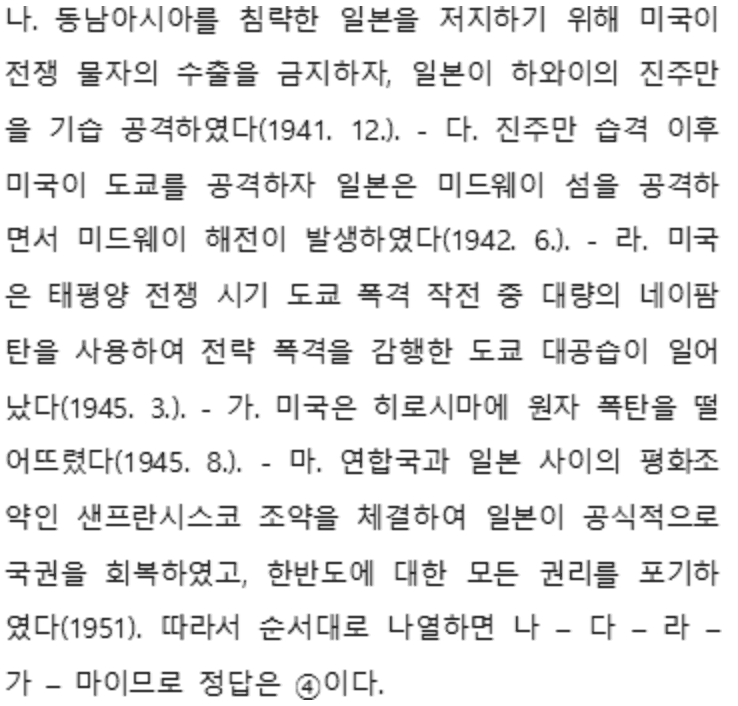 나. 동남아시아를 침략한 일본을 저지하기 위해 미국이
전쟁 물자의 수출을 금지하자, 일본이 하와이의 진주만
을 기습 공격하였다(1941. 12.). - 다. 진주만 습격 이후
미국이 도쿄를 공격하자 일본은 미드웨이 섬을 공격하
면서 미드웨이 해전이 발생하였다(1942. 6.). - 라. 미국
은 태평양 전쟁 시기 도쿄 폭격 작전 중 대량의 네이팜
탄을 사용하여 전략 폭격을 감행한 도쿄 대공습이 일어
났다(1945. 3.). - 가. 미국은 히로시마에 원자 폭탄을 떨
어뜨렸다(1945. 8.). - 마. 연합국과 일본 사이의 평화조
약인 샌프란시스코 조약을 체결하여 일본이 공식적으로
국권을 회복하였고, 한반도에 대한 모든 권리를 포기하
였다(1951). 따라서 순서대로 나열하면 나 – 다 – 라 –
가 – 마이므로 정답은 ④이다.